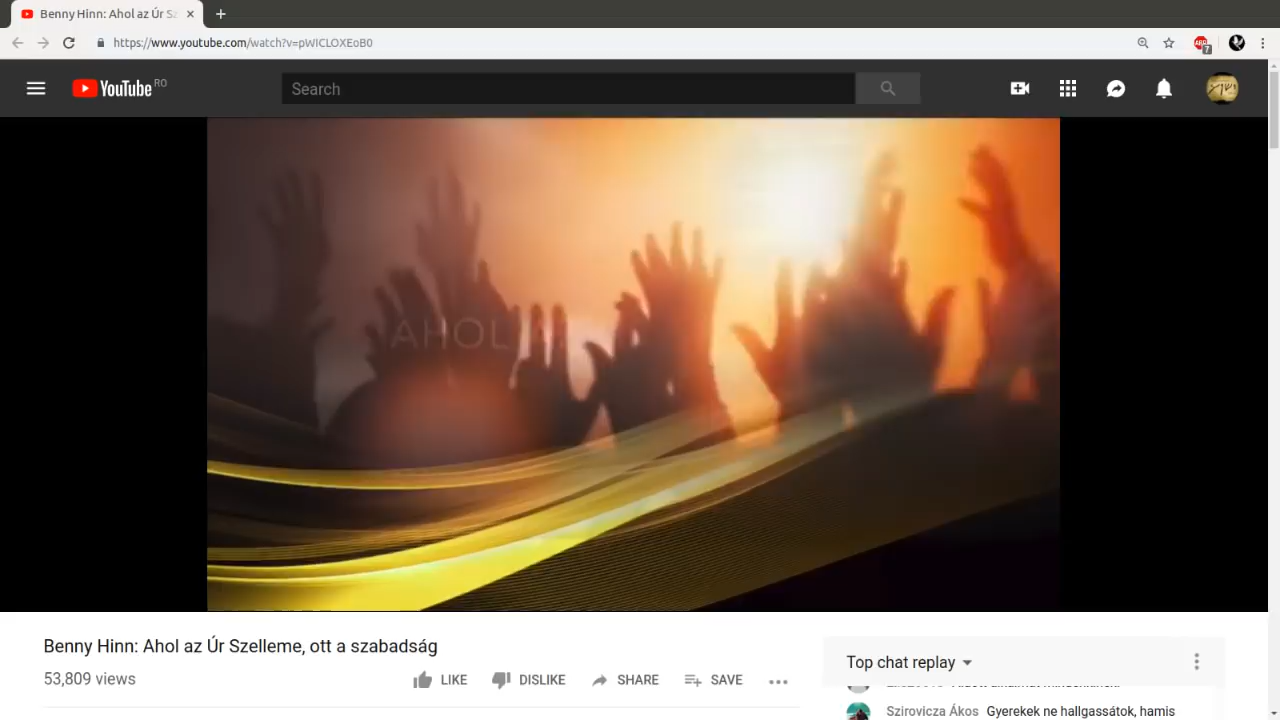 Benny Hinn: Ahol az Úr Sz
https://www.youtube.com/watch?v=pWICLOXEoB0
YouTube RO
Search
AHOL
Benny Hinn: Ahol az Úr Szelleme, ott a szabadság
53,809 views
LIKE
DISLIKE
SHARE
SAVE
Top chat replay
Szirovicza Ákos Gyerekek ne hallgassátok, hamis